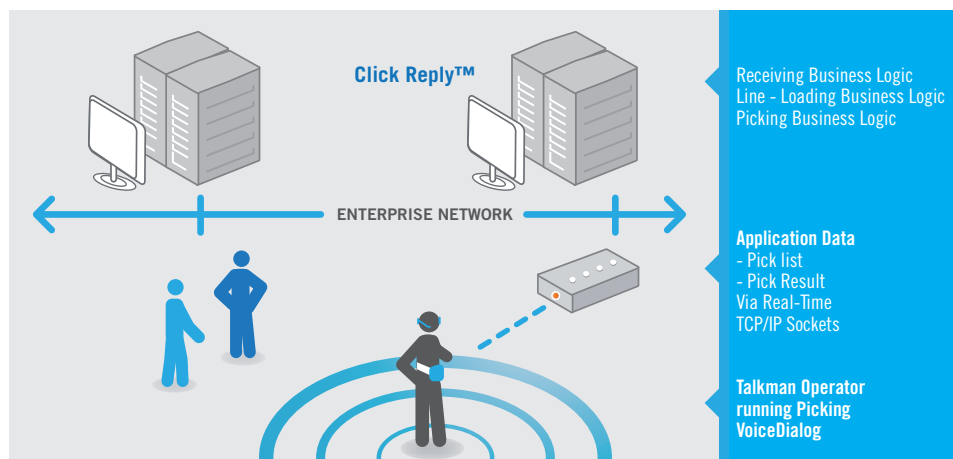 Click Reply™
ENTERPRISE NETWORK
Receiving Business Logic
Line - Loading Business Logic
Picking Business Logic
Application Data
- Pick list
- Pick Result
Via Real-Time
TCP/IP Sockets
Talkman Operator
running Picking
VoiceDialog